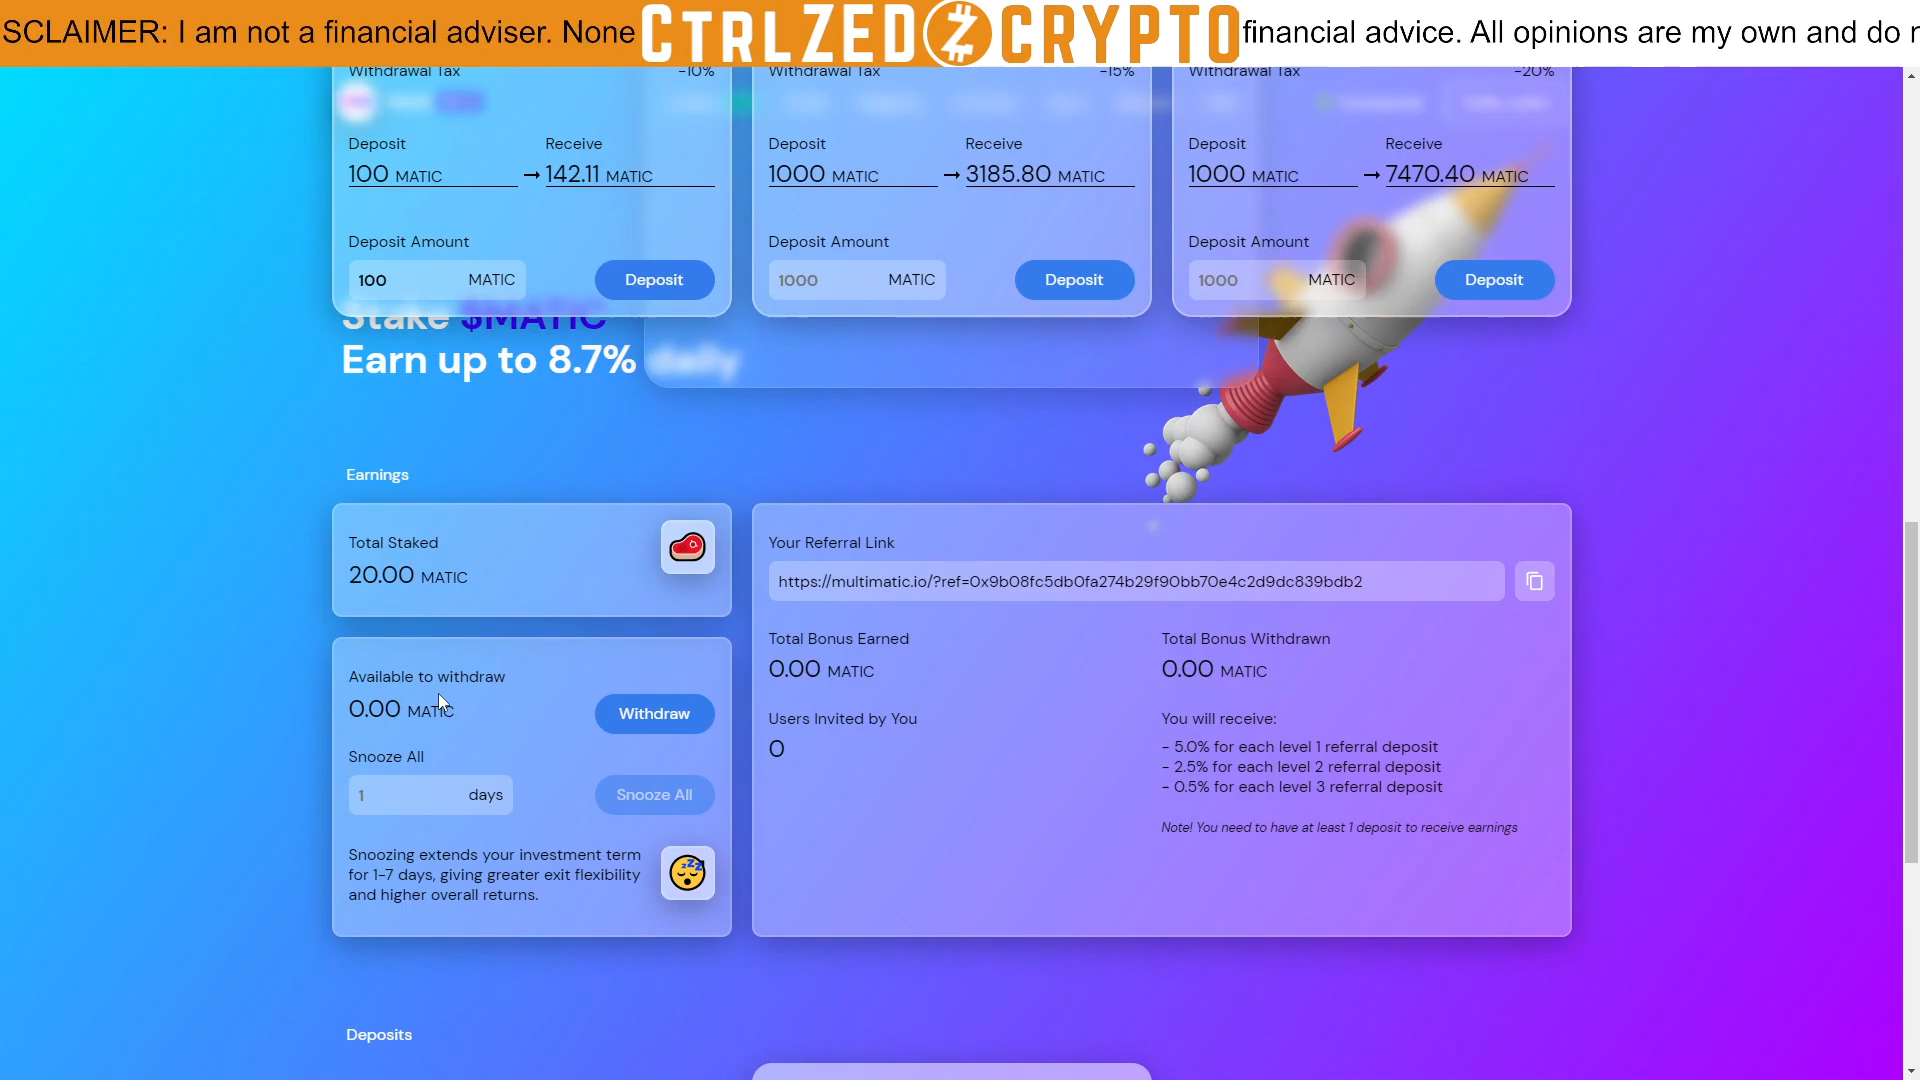 SCLAIMER: I am not a financial adviser. None
CTRLZED CRYPTO
financial advice. All opinions are my own and do r
Withdrawal Tax -10%
Deposit Receive
100 MATIC → 142.11 MATIC
Deposit Amount
100 MATIC Deposit
Withdrawal Tax -15%
Deposit Receive
1000 MATIC → 3185.80 MATIC
Deposit Amount
1000 MATIC Deposit
Withdrawal Tax -20%
Deposit Receive
1000 MATIC → 7470.40 MATIC
Deposit Amount
1000 MATIC Deposit
Stake $MATIC
Earn up to 8.7% daily
Earnings
Total Staked
20.00 MATIC
Available to withdraw
0.00 MATIC Withdraw
Snooze All
1 days Snooze All
Snoozing extends your investment term
for 1-7 days, giving greater exit flexibility
and higher overall returns.
Your Referral Link
https://multimatic.io/?ref=0x9b08fc5db0fa274b29f90bb70e4c2d9dc839bdb2
Total Bonus Earned
0.00 MATIC
Total Bonus Withdrawn
0.00 MATIC
Users Invited by You
0
You will receive:
- 5.0% for each level 1 referral deposit
- 2.5% for each level 2 referral deposit
- 0.5% for each level 3 referral deposit
Note! You need to have at least 1 deposit to receive earnings
Deposits